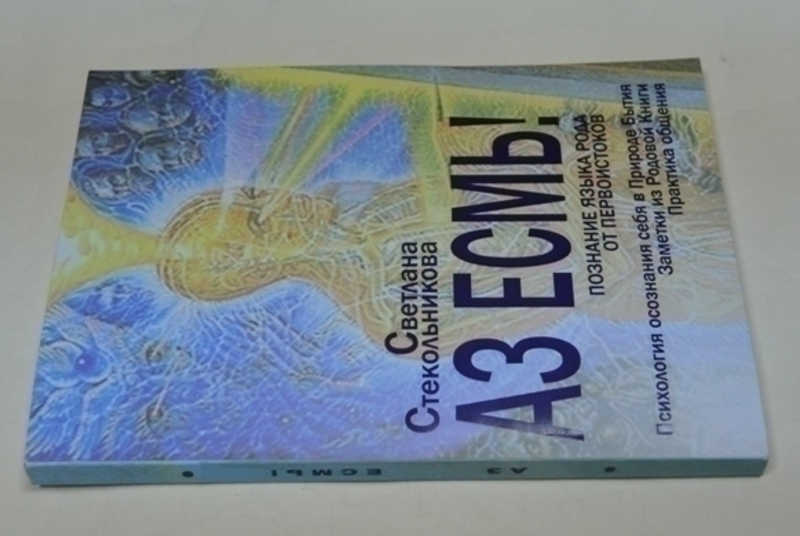 Светлана
Стекольникова
АЗ ЕСМЬ!
ПОЗНАНИЕ ЯЗЫКА РОДА
ОТ ПЕРВОИСТОКОВ
Психология осознания себя в Природе Бытия
Заметки из Родовой Книги
Практика общения
АЗ ЕСМЬ!